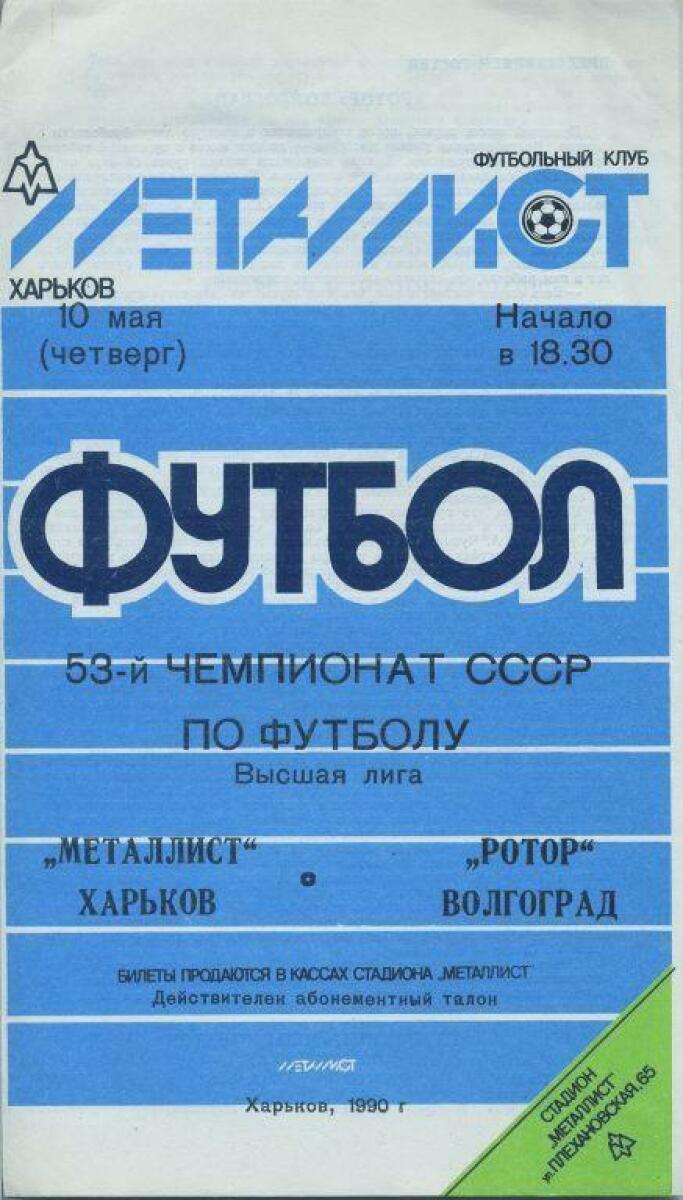 ФУТБОЛЬНЫЙ КЛУБ
МЕТАЛЛИСТ
ХАРЬКОВ
10 мая
(четверг)
Начало
в 18.30
ФУТБОЛ
53-й ЧЕМПИОНАТ СССР
ПО ФУТБОЛУ
Высшая лига
„МЕТАЛЛИСТ“
ХАРЬКОВ
„РОТОР“
ВОЛГОГРАД
БИЛЕТЫ ПРОДАЮТСЯ В КАССАХ СТАДИОНА „МЕТАЛЛИСТ"
Действителен абонементный талон
МЕТАЛЛИСТ
Харьков, 1990 г
СТАДИОН
„МЕТАЛЛИСТ"
ул. ПЛЕХАНОВСКАЯ, 65